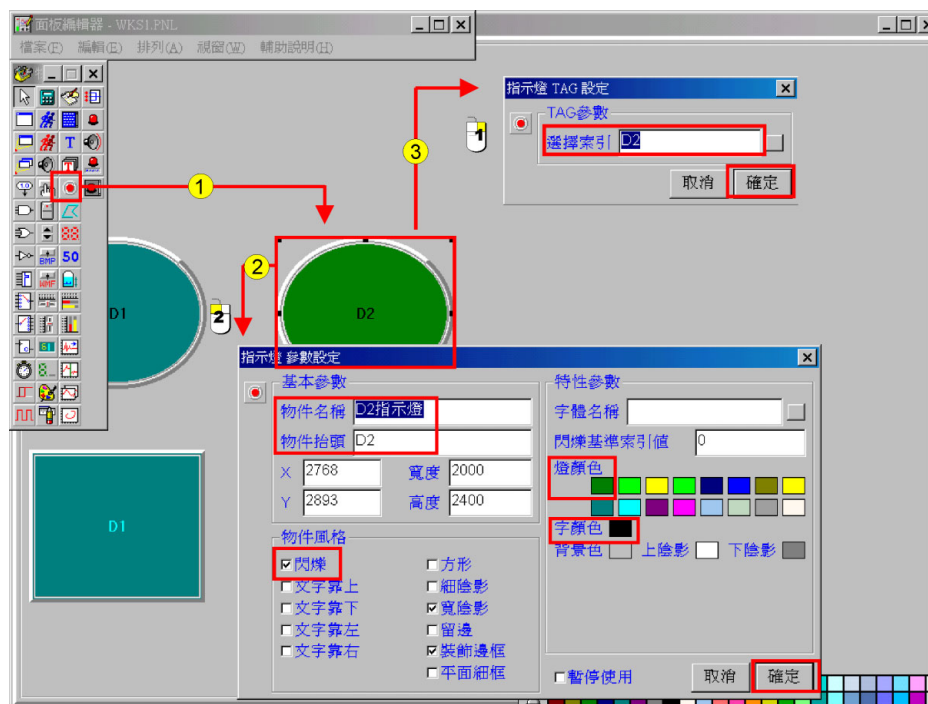 面板編輯器 - WKS1.PNL
檔案(F) 編輯(E) 排列(A) 視窗(W) 輔助說明(H)
1
2
3
1
2
D1
D2
D1
指示燈 TAG 設定
TAG參數
選擇索引 D2
取消 確定
指示燈 參數設定
基本參數
物件名稱 D2指示燈
物件抬頭 D2
X 2768 寬度 2000
Y 2893 高度 2400
物件風格
閃爍 方形
文字靠上 細陰影
文字靠下 寬陰影
文字靠左 留邊
文字靠右 裝飾邊框
平面細框
特性參數
字體名稱
閃爍基準索引值 0
燈顏色
字顏色
背景色 上陰影 下陰影
暫停使用 取消 確定
T
BMP 50
WMF